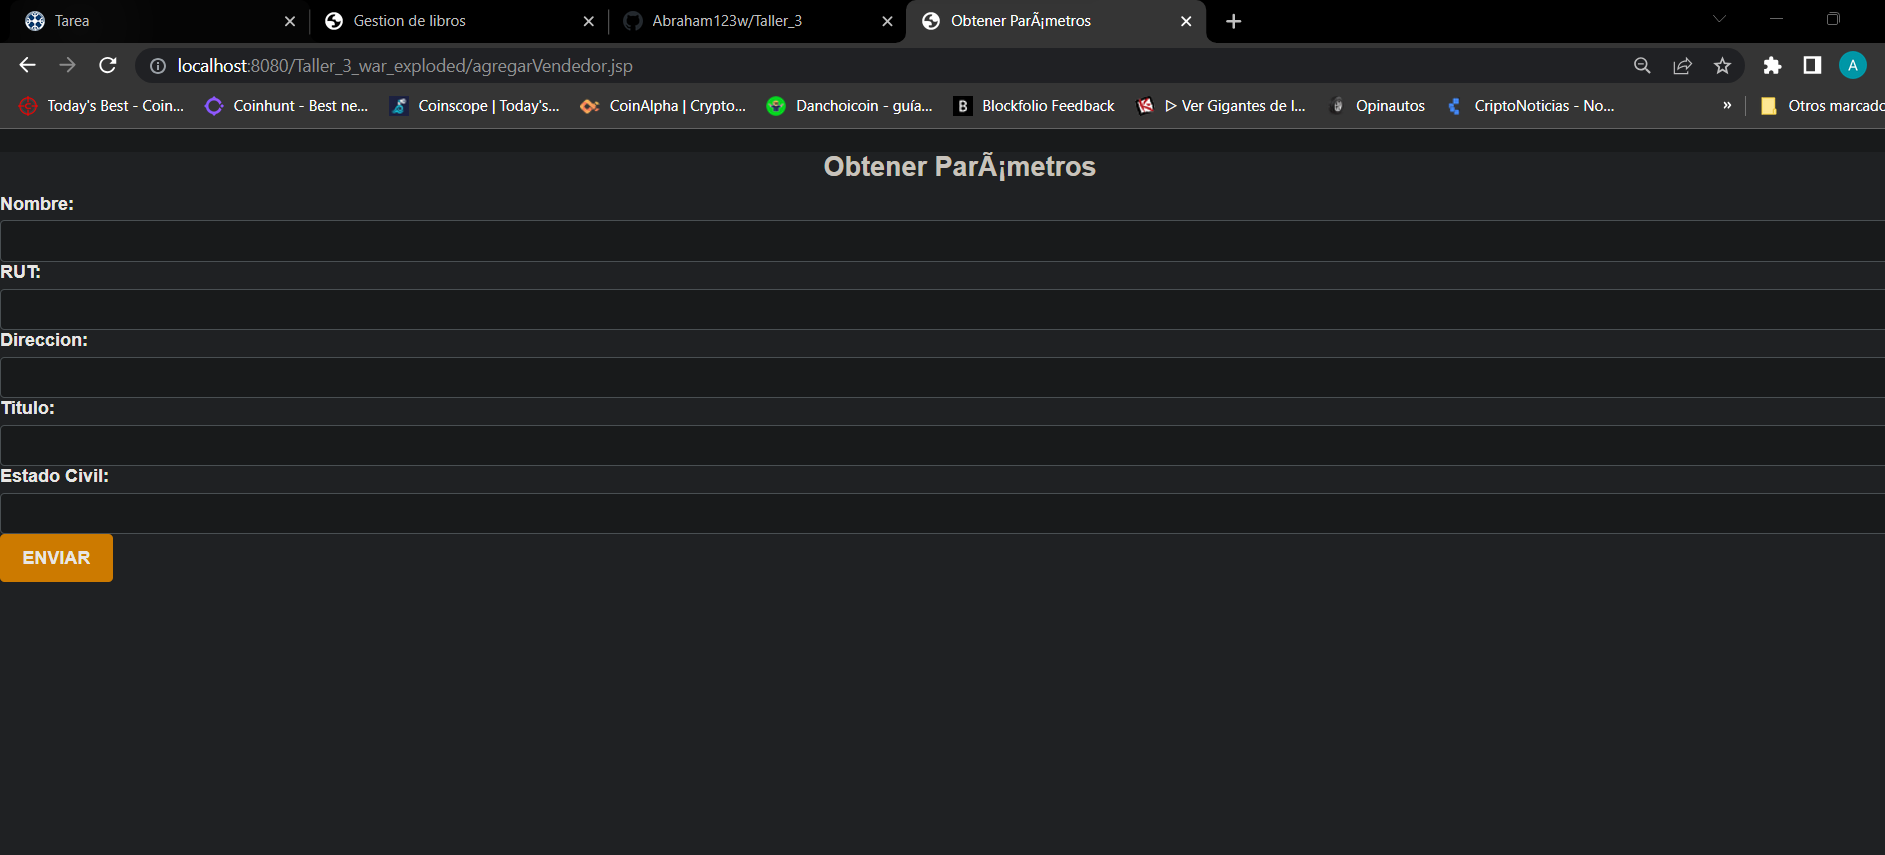 Tarea
Gestion de libros
Abraham123w/Taller_3
Obtener ParÃ¡metros
localhost:8080/Taller_3_war_exploded/agregarVendedor.jsp
A
Today's Best - Coin...
Coinhunt - Best ne...
Coinscope | Today's...
CoinAlpha | Crypto...
Danchoicoin - guía...
B
Blockfolio Feedback
▷ Ver Gigantes de l...
Opinautos
CriptoNoticias - No...
»
Otros marcado
Obtener ParÃ¡metros
Nombre:
RUT:
Direccion:
Titulo:
Estado Civil:
ENVIAR